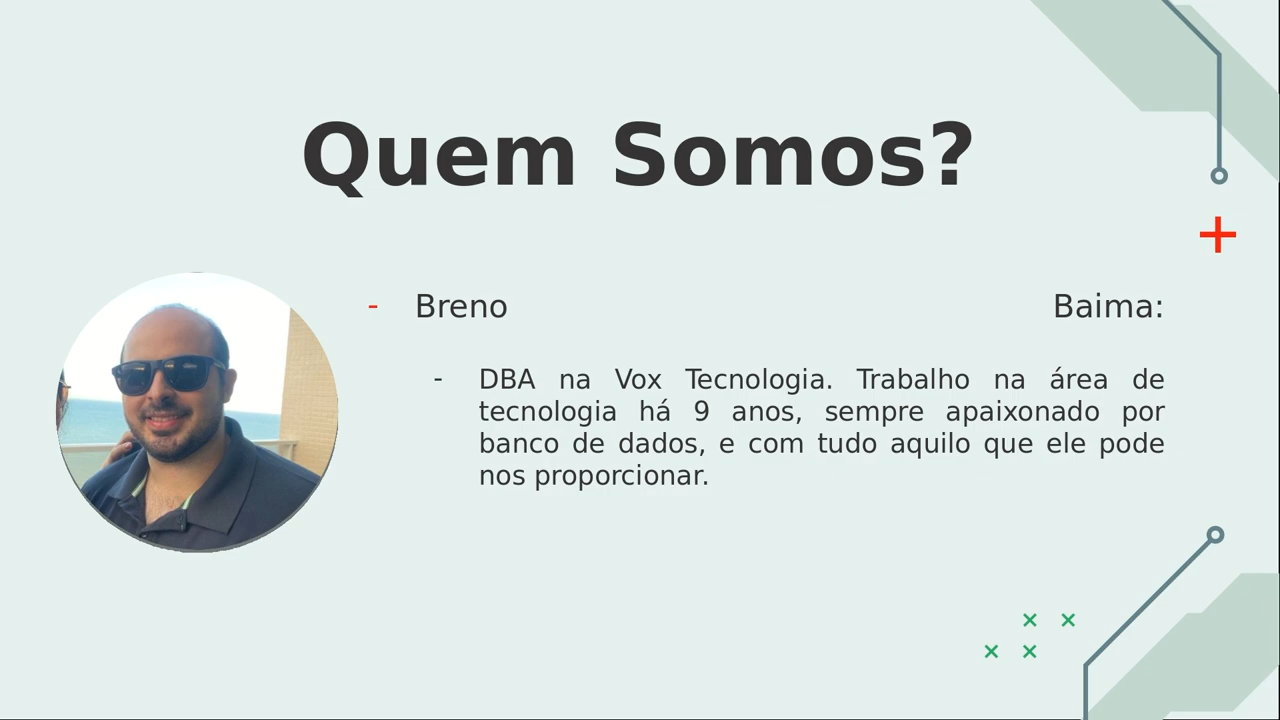 Quem Somos?
- Breno Baima:
- DBA na Vox Tecnologia. Trabalho na área de
tecnologia há 9 anos, sempre apaixonado por
banco de dados, e com tudo aquilo que ele pode
nos proporcionar.